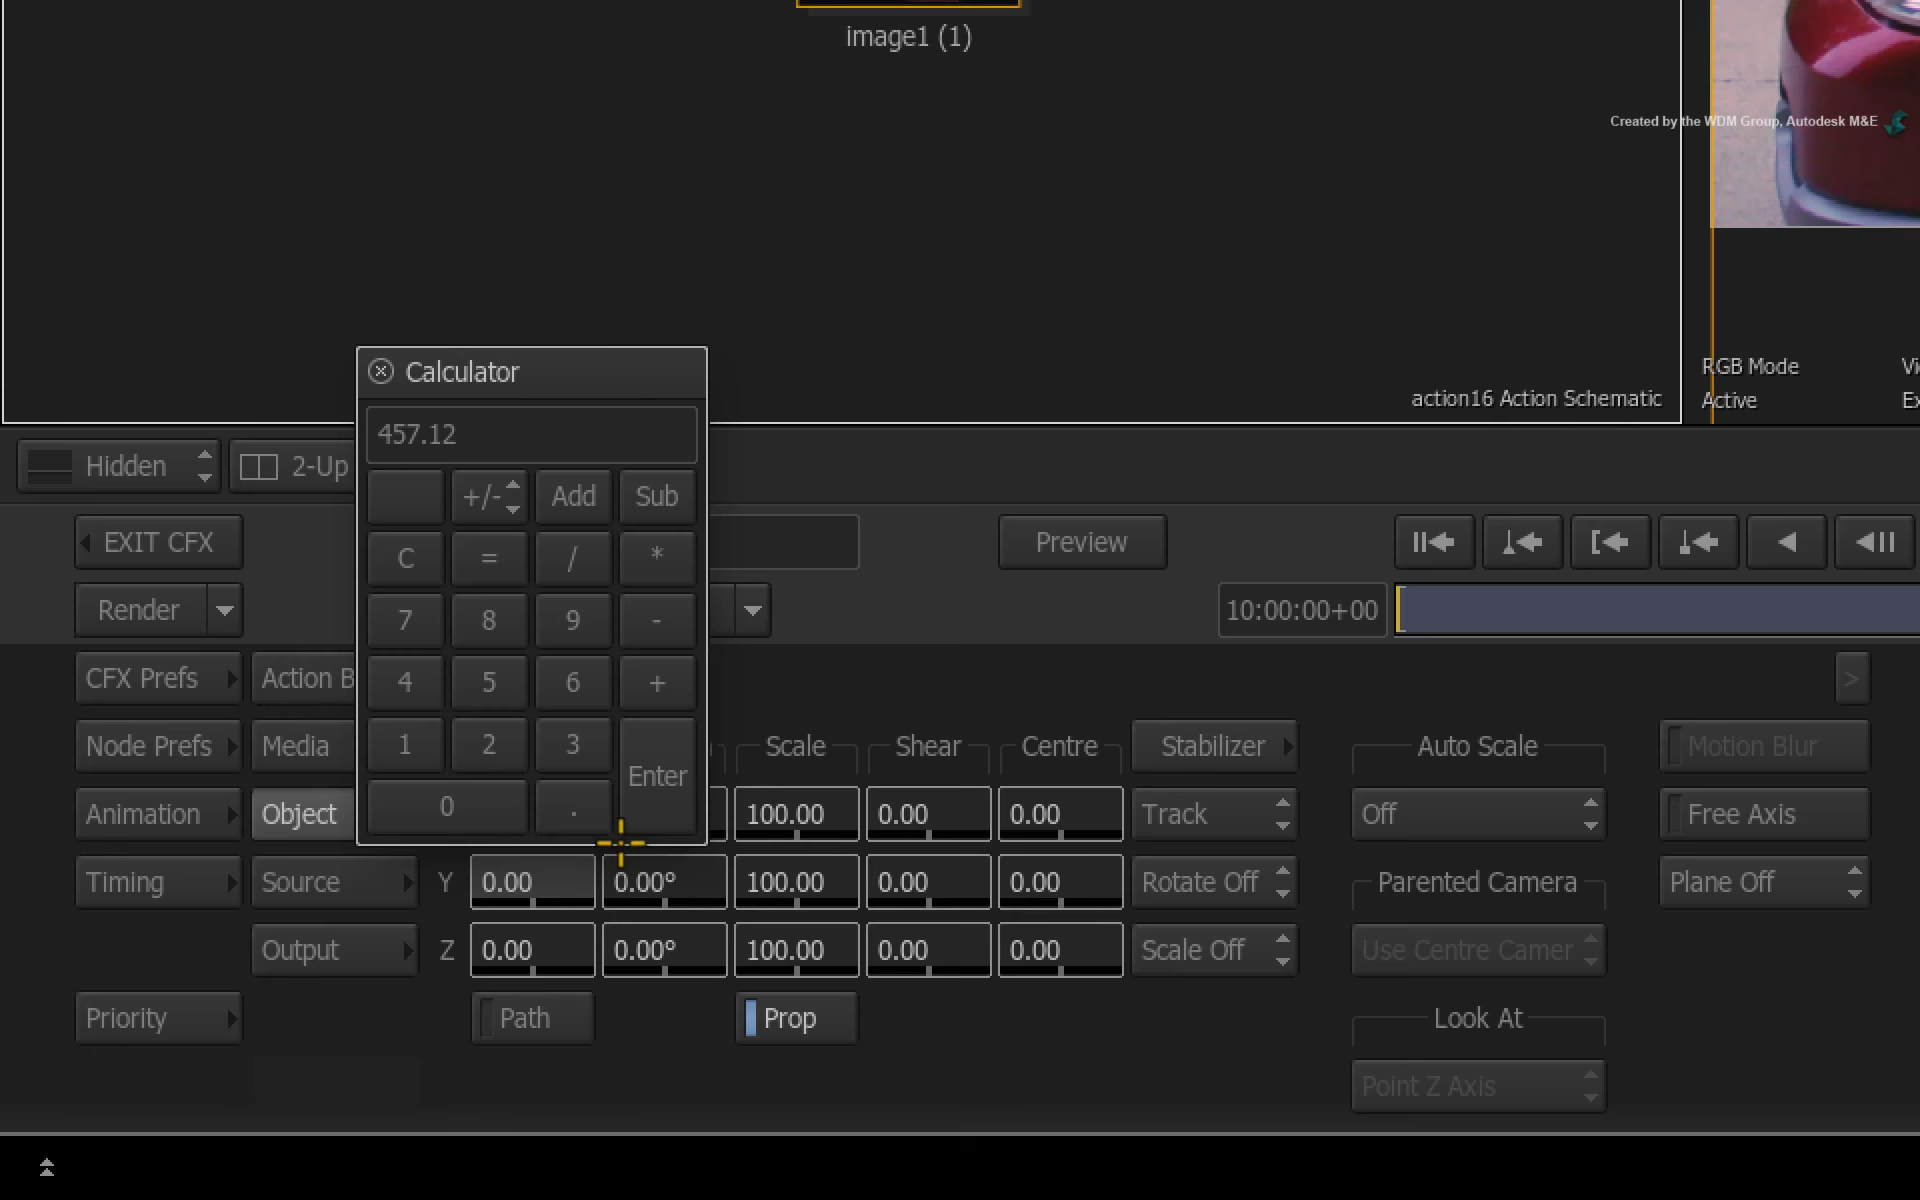 image1 (1)
Created by the WDM Group, Autodesk M&E
RGB Mode
Active
action16 Action Schematic
Calculator
457.12
+/-
Add
Sub
C
=
/
*
7
8
9
-
4
5
6
+
1
2
3
Enter
0
.
Hidden
2-Up
EXIT CFX
Preview
Render
10:00:00+00
CFX Prefs
Action B
>
Node Prefs
Media
Scale
Shear
Centre
Stabilizer
Auto Scale
Motion Blur
Animation
Object
100.00
0.00
0.00
Track
Off
Free Axis
Timing
Source
Y
0.00
0.00°
100.00
0.00
0.00
Rotate Off
Parented Camera
Plane Off
Output
Z
0.00
0.00°
100.00
0.00
0.00
Scale Off
Use Centre Camer
Priority
Path
Prop
Look At
Point Z Axis